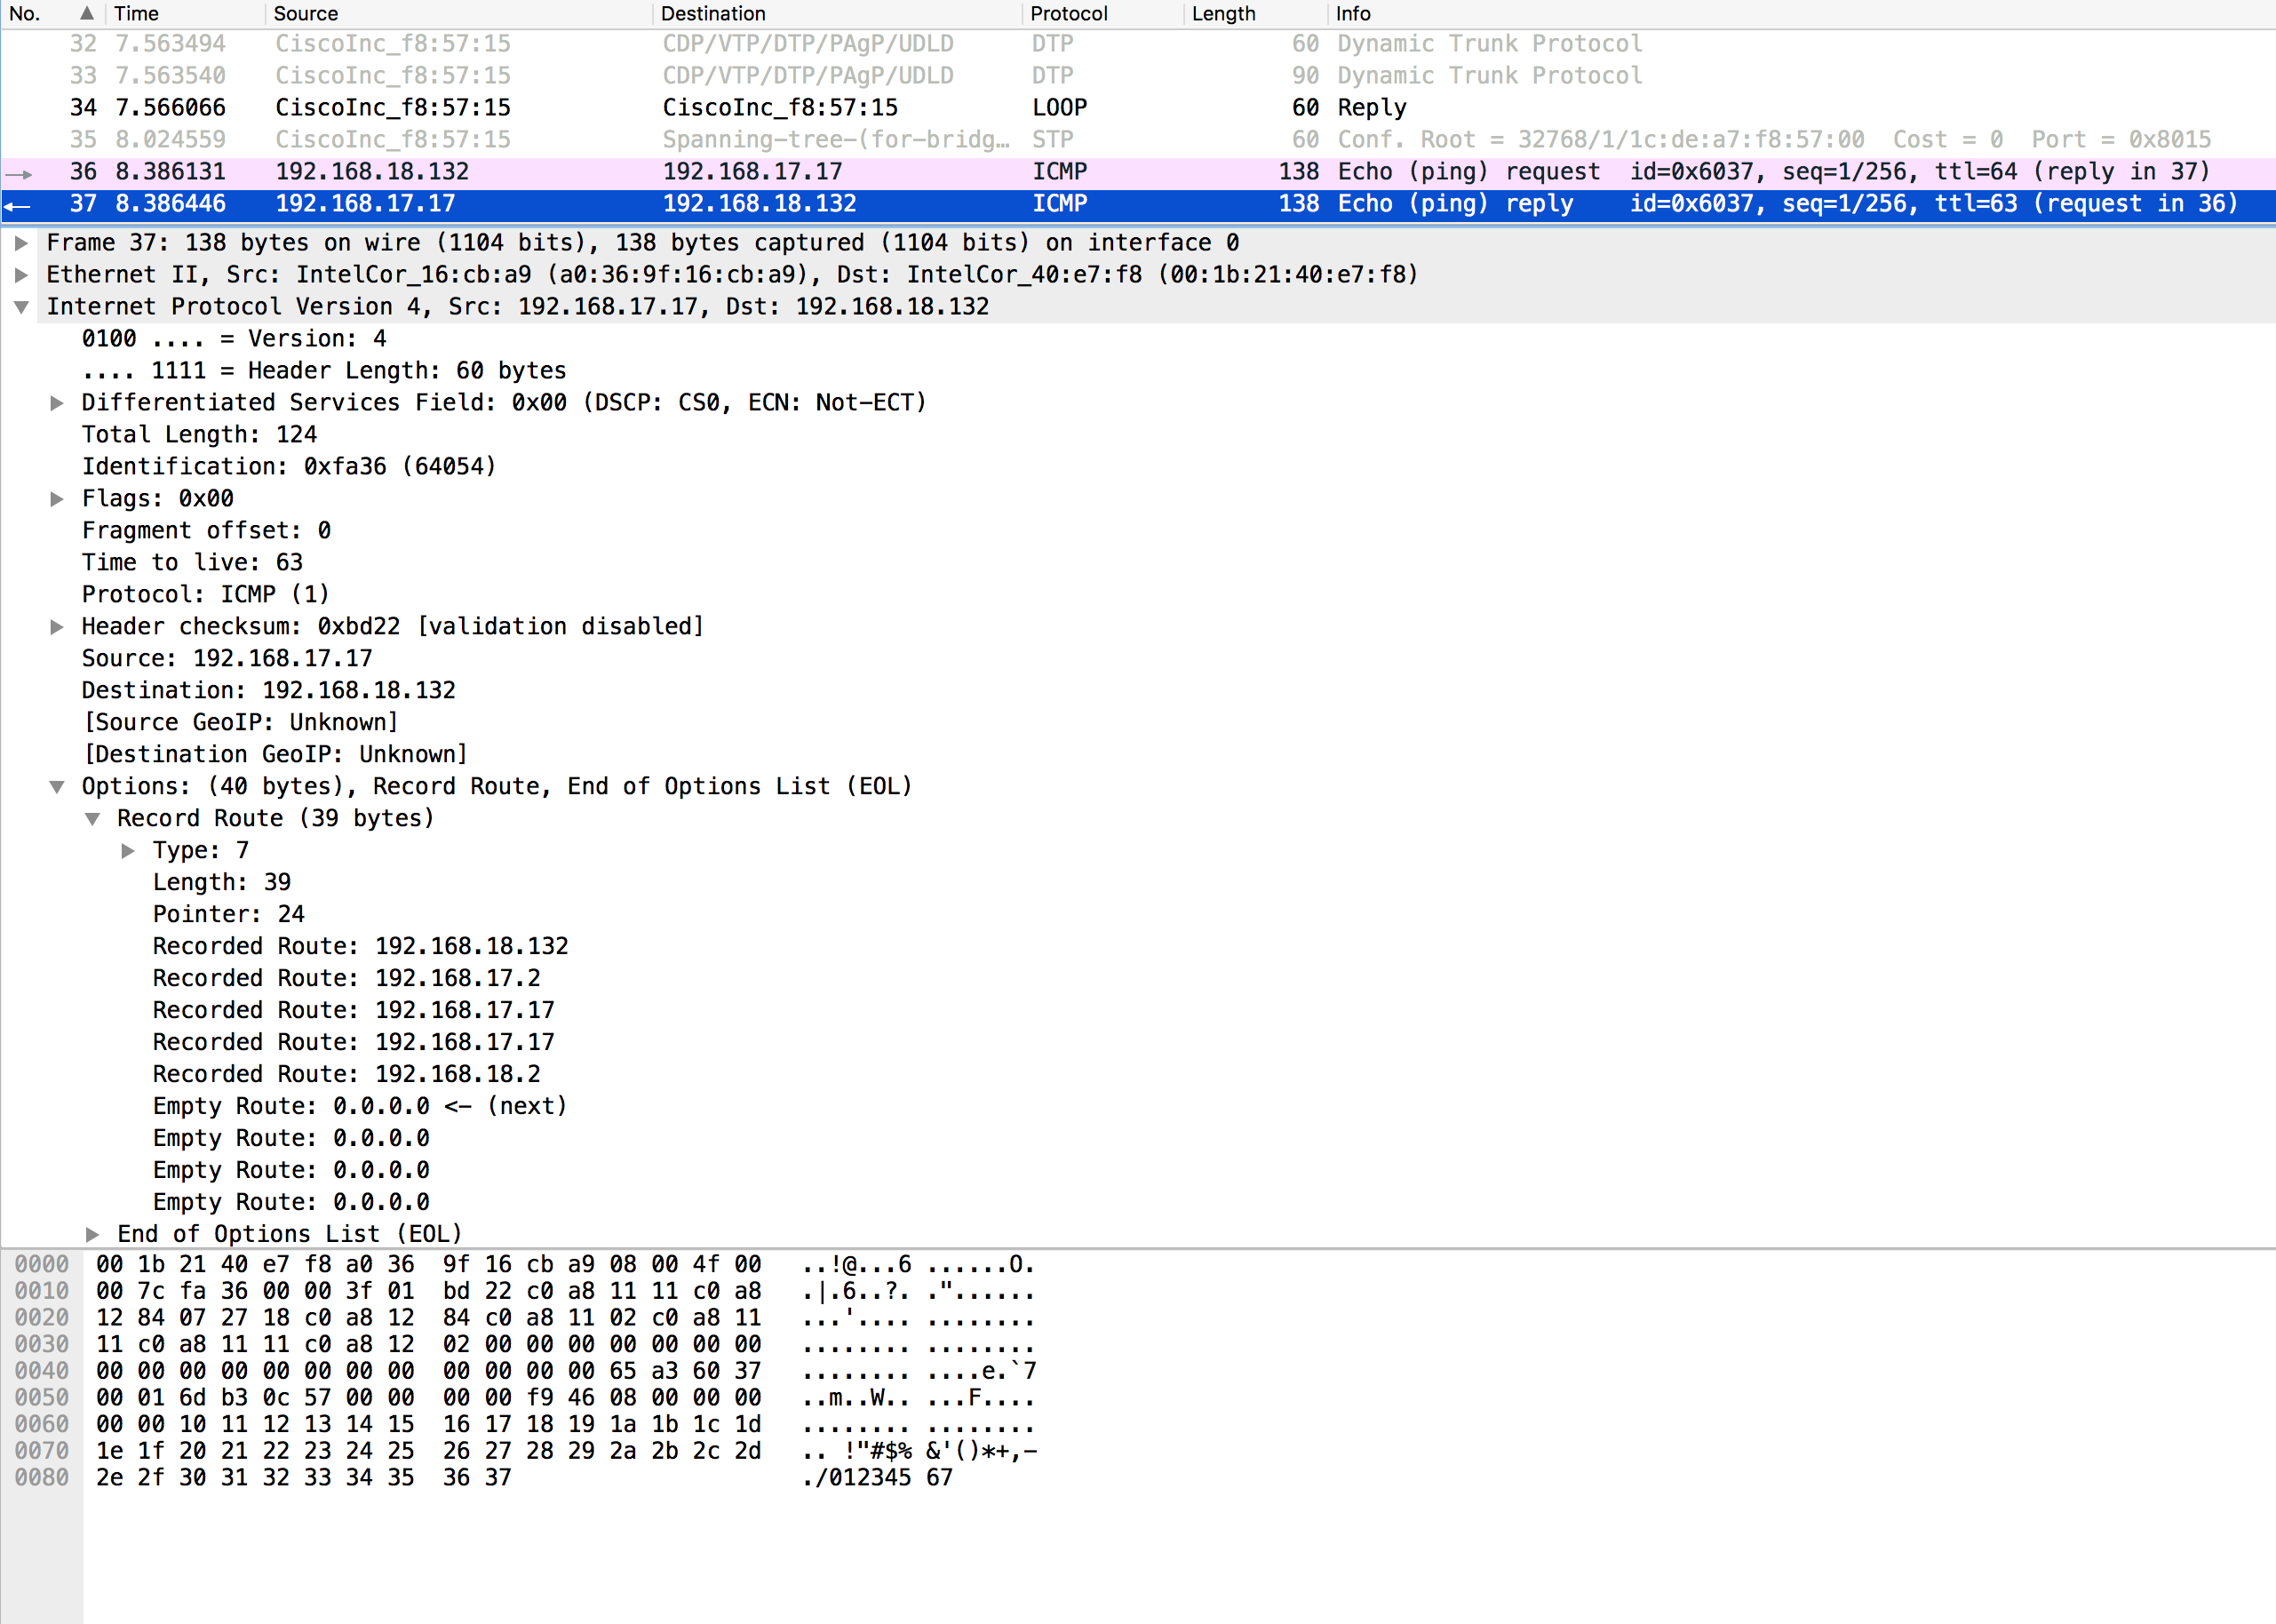 No. Time Source Destination Protocol Length Info
32 7.563494 CiscoInc_f8:57:15 CDP/VTP/DTP/PAgP/UDLD DTP 60 Dynamic Trunk Protocol
33 7.563540 CiscoInc_f8:57:15 CDP/VTP/DTP/PAgP/UDLD DTP 90 Dynamic Trunk Protocol
34 7.566066 CiscoInc_f8:57:15 CiscoInc_f8:57:15 LOOP 60 Reply
35 8.024559 CiscoInc_f8:57:15 Spanning-tree-(for-bridg… STP 60 Conf. Root = 32768/1/1c:de:a7:f8:57:00 Cost = 0 Port = 0x8015
36 8.386131 192.168.18.132 192.168.17.17 ICMP 138 Echo (ping) request id=0x6037, seq=1/256, ttl=64 (reply in 37)
37 8.386446 192.168.17.17 192.168.18.132 ICMP 138 Echo (ping) reply id=0x6037, seq=1/256, ttl=63 (request in 36)
Frame 37: 138 bytes on wire (1104 bits), 138 bytes captured (1104 bits) on interface 0
Ethernet II, Src: IntelCor_16:cb:a9 (a0:36:9f:16:cb:a9), Dst: IntelCor_40:e7:f8 (00:1b:21:40:e7:f8)
Internet Protocol Version 4, Src: 192.168.17.17, Dst: 192.168.18.132
0100 .... = Version: 4
.... 1111 = Header Length: 60 bytes
Differentiated Services Field: 0x00 (DSCP: CS0, ECN: Not-ECT)
Total Length: 124
Identification: 0xfa36 (64054)
Flags: 0x00
Fragment offset: 0
Time to live: 63
Protocol: ICMP (1)
Header checksum: 0xbd22 [validation disabled]
Source: 192.168.17.17
Destination: 192.168.18.132
[Source GeoIP: Unknown]
[Destination GeoIP: Unknown]
Options: (40 bytes), Record Route, End of Options List (EOL)
Record Route (39 bytes)
Type: 7
Length: 39
Pointer: 24
Recorded Route: 192.168.18.132
Recorded Route: 192.168.17.2
Recorded Route: 192.168.17.17
Recorded Route: 192.168.17.17
Recorded Route: 192.168.18.2
Empty Route: 0.0.0.0 <- (next)
Empty Route: 0.0.0.0
Empty Route: 0.0.0.0
Empty Route: 0.0.0.0
End of Options List (EOL)
0000 00 1b 21 40 e7 f8 a0 36 9f 16 cb a9 08 00 4f 00 ..!@...6 ......O.
0010 00 7c fa 36 00 00 3f 01 bd 22 c0 a8 11 11 c0 a8 .|.6..?. ."......
0020 12 84 07 27 18 c0 a8 12 84 c0 a8 11 02 c0 a8 11 ...'.... ........
0030 11 c0 a8 11 11 c0 a8 12 02 00 00 00 00 00 00 00 ........ ........
0040 00 00 00 00 00 00 00 00 00 00 00 00 65 a3 60 37 ........ ....e.`7
0050 00 01 6d b3 0c 57 00 00 00 00 f9 46 08 00 00 00 ..m..W.. ...F....
0060 00 00 10 11 12 13 14 15 16 17 18 19 1a 1b 1c 1d ........ ........
0070 1e 1f 20 21 22 23 24 25 26 27 28 29 2a 2b 2c 2d .. !"#$% &'()*+,-
0080 2e 2f 30 31 32 33 34 35 36 37 ./012345 67